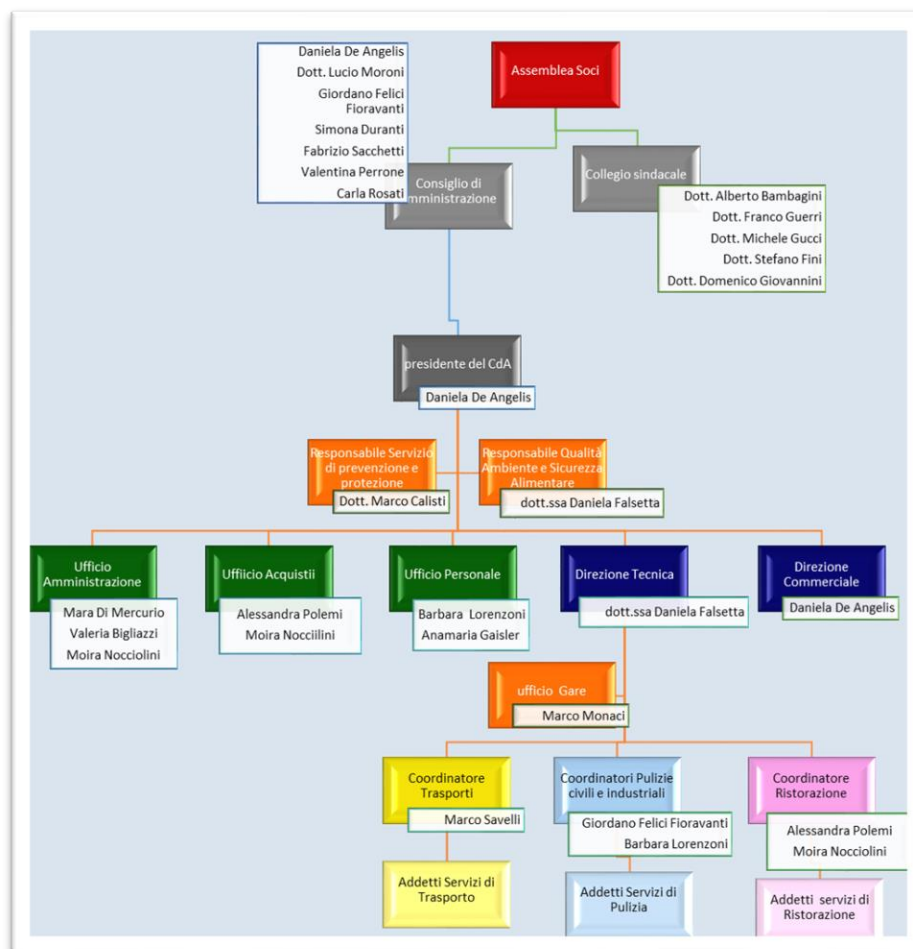 Daniela De Angelis
Dott. Lucio Moroni
Giordano Felici
Fioravanti
Simona Duranti
Fabrizio Sacchetti
Valentina Perrone
Carla Rosati
Assemblea Soci
Consiglio di
mministrazione
Collegio sindacale
Dott. Alberto Bambagini
Dott. Franco Guerri
Dott. Michele Gucci
Dott. Stefano Fini
Dott. Domenico Giovannini
presidente del CdA
Daniela De Angelis
Responsabile Servizio
di prevenzione e
protezione
Dott. Marco Calisti
Responsabile Qualità
Ambiente e Sicurezza
Alimentare
dott.ssa Daniela Falsetta
Ufficio
Amministrazione
Mara Di Mercurio
Valeria Bigliazzi
Moira Nocciolini
Uffiicio Acquistii
Alessandra Polemi
Moira Nocciilini
Ufficio Personale
Barbara Lorenzoni
Anamaria Gaisler
Direzione Tecnica
dott.ssa Daniela Falsetta
Direzione
Commerciale
Daniela De Angelis
ufficio Gare
Marco Monaci
Coordinatore
Trasporti
Marco Savelli
Coordinatori Pulizie
civili e industriali
Giordano Felici Fioravanti
Barbara Lorenzoni
Coordinatore
Ristorazione
Alessandra Polemi
Moira Nocciolini
Addetti Servizi di
Trasporto
Addetti Servizi di
Pulizia
Addetti servizi di
Ristorazione